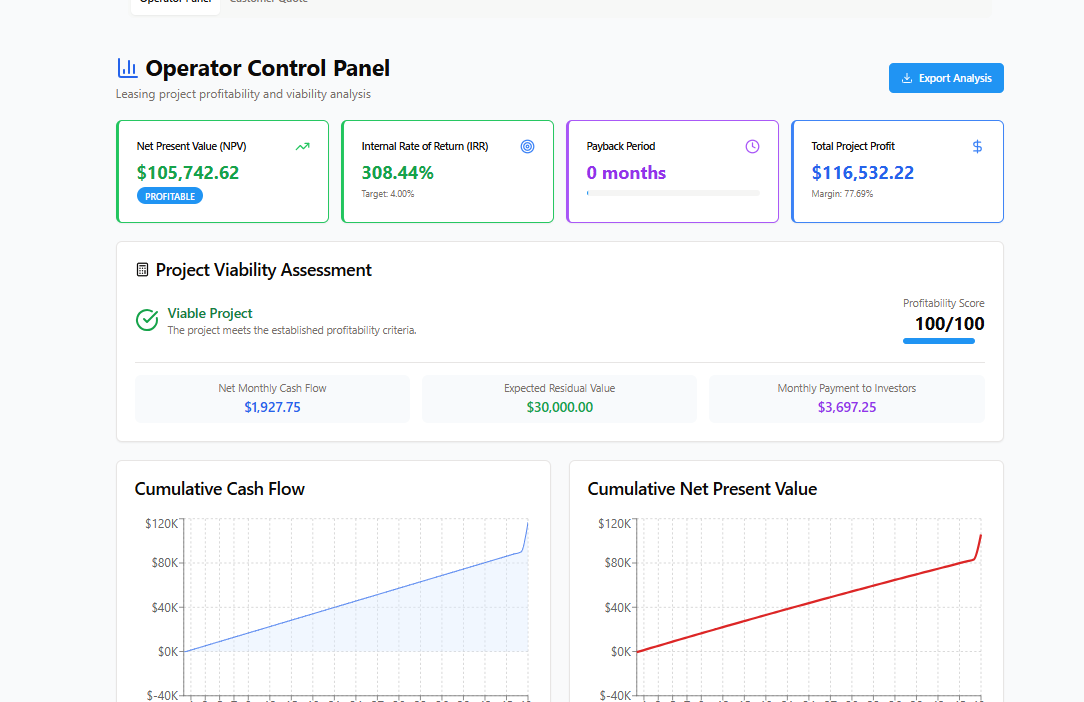 Operator Panel Customer Quote
Operator Control Panel
Leasing project profitability and viability analysis
Export Analysis
Net Present Value (NPV)
$105,742.62
PROFITABLE
Internal Rate of Return (IRR)
308.44%
Target: 4.00%
Payback Period
0 months
Total Project Profit
$116,532.22
Margin: 77.69%
Project Viability Assessment
Viable Project
The project meets the established profitability criteria.
Profitability Score
100/100
Net Monthly Cash Flow
$1,927.75
Expected Residual Value
$30,000.00
Monthly Payment to Investors
$3,697.25
Cumulative Cash Flow
$120K
$80K
$40K
$0K
$-40K
Cumulative Net Present Value
$120K
$80K
$40K
$0K
$-40K